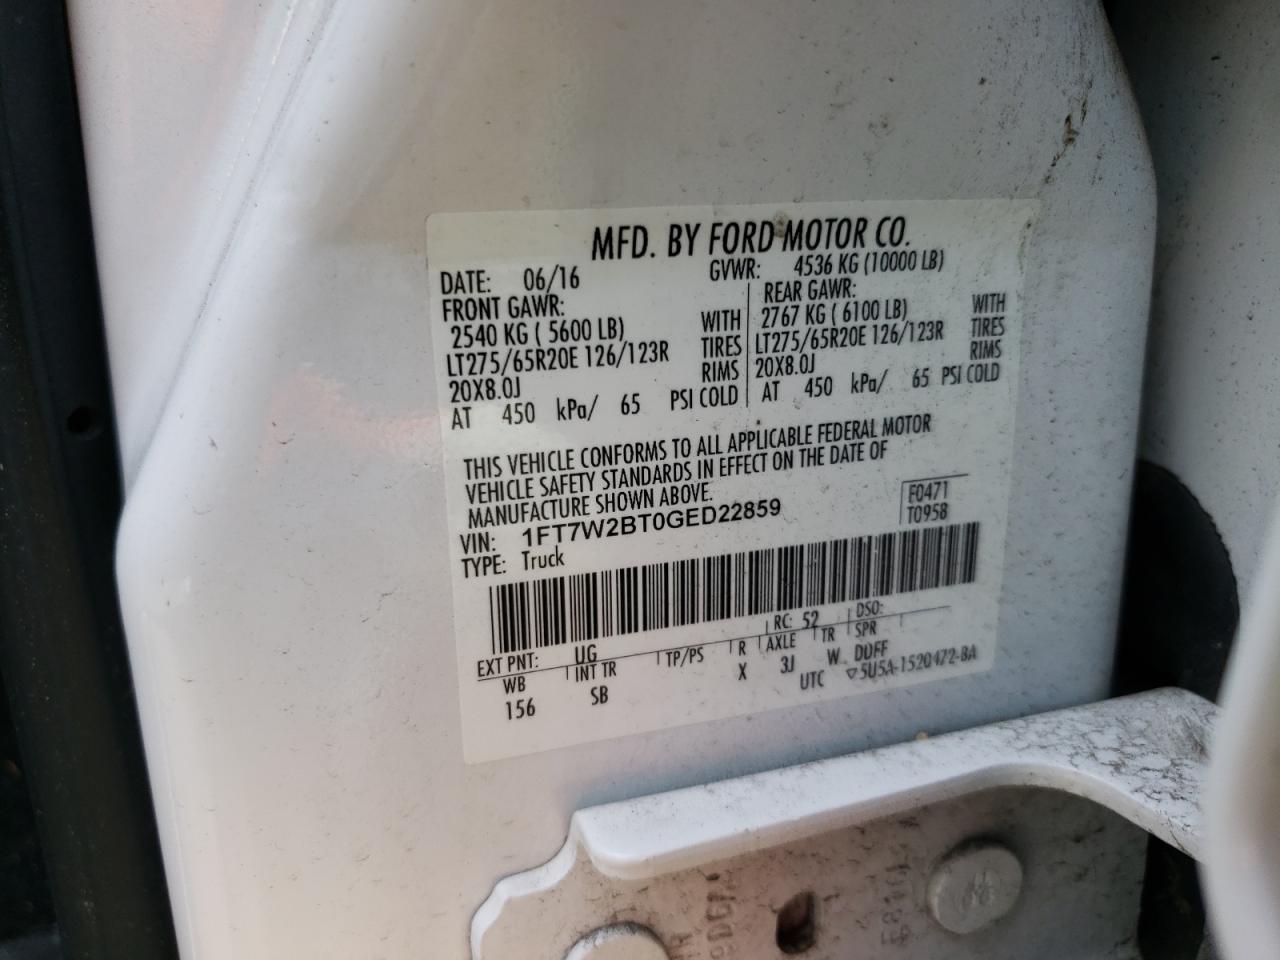 MFD. BY FORD MOTOR CO.
DATE: 06/16 GVWR: 4536 KG (10000 LB)
FRONT GAWR: REAR GAWR:
2540 KG ( 5600 LB) WITH 2767 KG ( 6100 LB) WITH
LT275/65R20E 126/123R TIRES LT275/65R20E 126/123R TIRES
20X8.0J RIMS 20X8.0J RIMS
AT 450 kPa/ 65 PSI COLD AT 450 kPa/ 65 PSI COLD
THIS VEHICLE CONFORMS TO ALL APPLICABLE FEDERAL MOTOR
VEHICLE SAFETY STANDARDS IN EFFECT ON THE DATE OF
MANUFACTURE SHOWN ABOVE.
VIN: 1FT7W2BT0GED22859 F0471
TYPE: Truck T0958
EXT PNT: UG RC: 52 DSO:
WB INT TR TP/PS R AXLE TR SPR
156 SB X 3J W DDFF
UTC ▽5U5A-1520472-BA